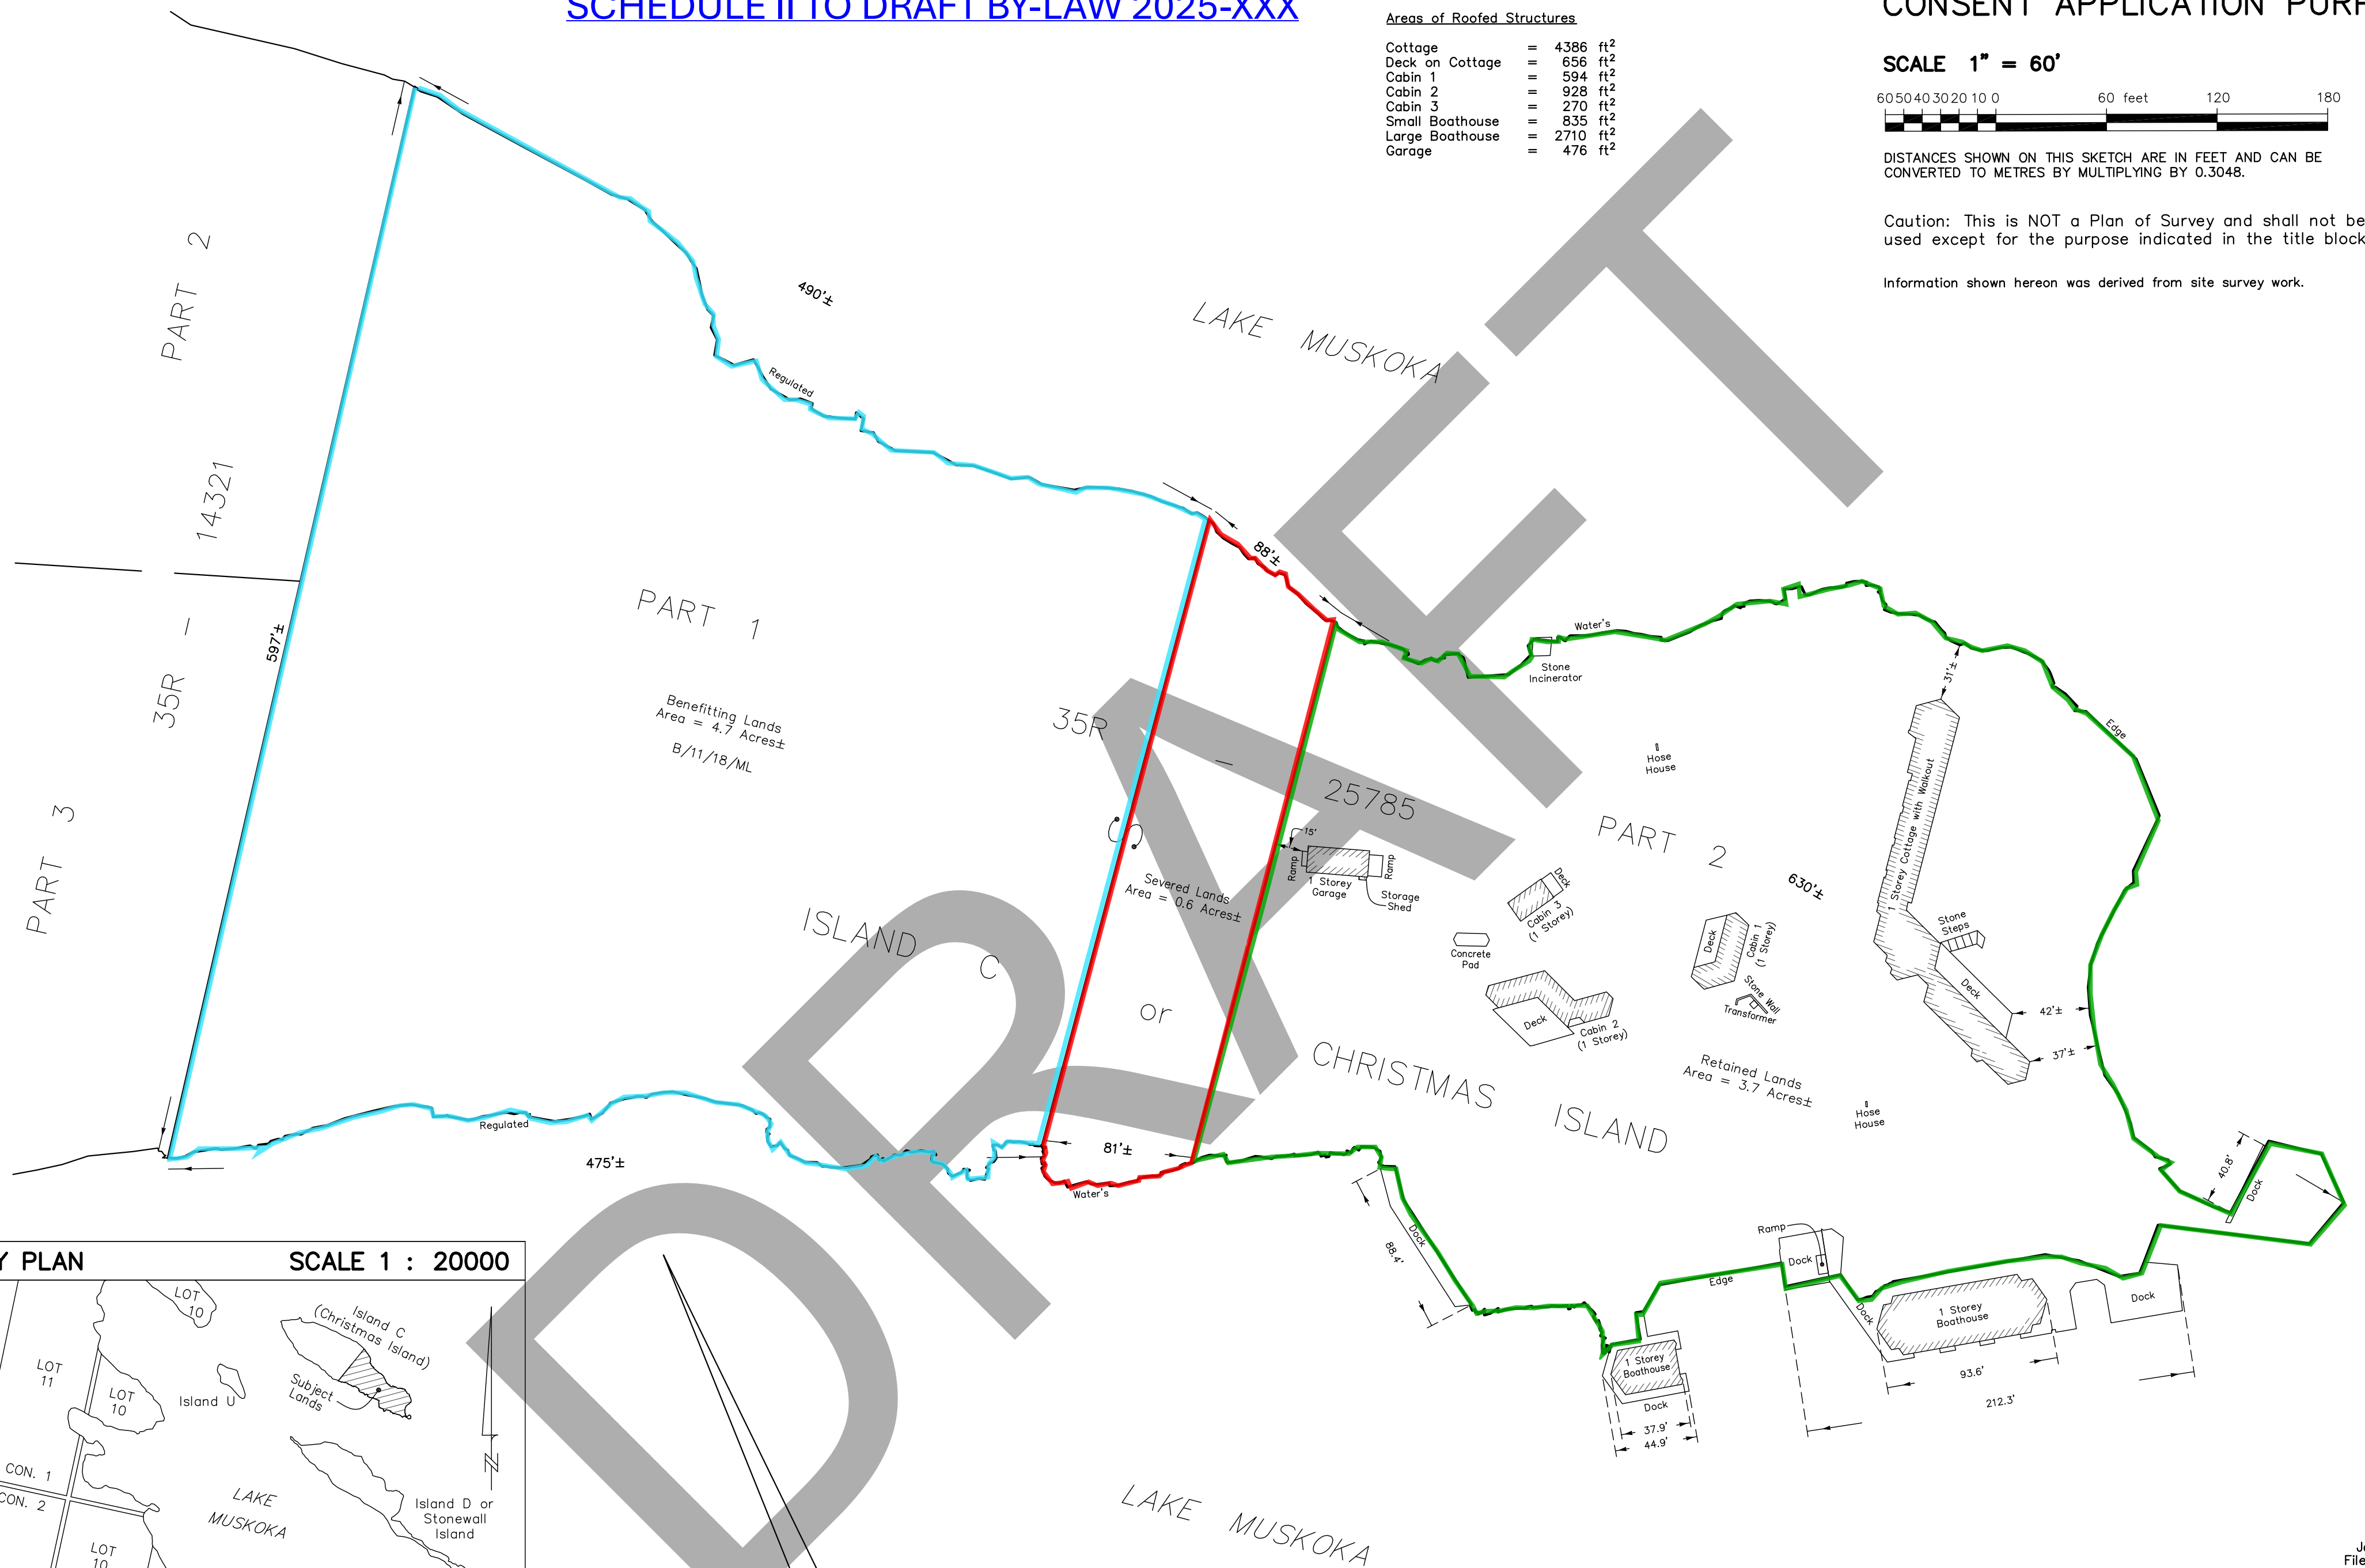 SCHEDULE II TO DRAFT BY-LAW 2025-XXX
Areas of Roofed Structures
Cottage = 4386 ft²
Deck on Cottage = 656 ft²
Cabin 1 = 594 ft²
Cabin 2 = 928 ft²
Cabin 3 = 270 ft²
Small Boathouse = 835 ft²
Large Boathouse = 2710 ft²
Garage = 476 ft²
CONSENT APPLICATION
SCALE 1" = 60'
60 50 40 30 20 10 0 60 feet 120 180
DISTANCES SHOWN ON THIS SKETCH ARE IN FEET AND CAN BE
CONVERTED TO METRES BY MULTIPLYING BY 0.3048.
Caution: This is NOT a Plan of Survey and shall not be
used except for the purpose indicated in the title block
Information shown hereon was derived from site survey work.
DRAFT
PART 2
35R - 14321
PART 3
597'±
490'±
Regulated
LAKE MUSKOKA
88'±
PART 1
Benefitting Lands
Area = 4.7 Acres±
B/11/18/ML
35R - 25785
Severed Lands
Area = 0.6 Acres±
ISLAND C
or
CHRISTMAS ISLAND
Water's
Stone
Incinerator
31'±
Edge
Hose
House
1 Storey Cottage with Walkout
PART 2
630'±
15'
Ramp
1 Storey
Garage
Ramp
Storage
Shed
Deck
Cabin 3
(1 Storey)
Concrete
Pad
Deck
Cabin 2
(1 Storey)
Deck
Cabin 1
(1 Storey)
Stone Wall
Transformer
Stone
Steps
Deck
42'±
37'±
Retained Lands
Area = 3.7 Acres±
Hose
House
Regulated
475'±
81'±
Water's
Dock
88.4'
Edge
Ramp
Dock
Dock
40.8'
Dock
1 Storey
Boathouse
Dock
37.9'
44.9'
1 Storey
Boathouse
Dock
93.6'
212.3'
LAKE MUSKOKA
PLAN SCALE 1 : 20000
LOT
10
Island C
(Christmas Island)
LOT
11
LOT
10
Island U
Subject
Lands
N
CON. 1
CON. 2
LAKE
MUSKOKA
Island D or
Stonewall
Island
LOT
10
File